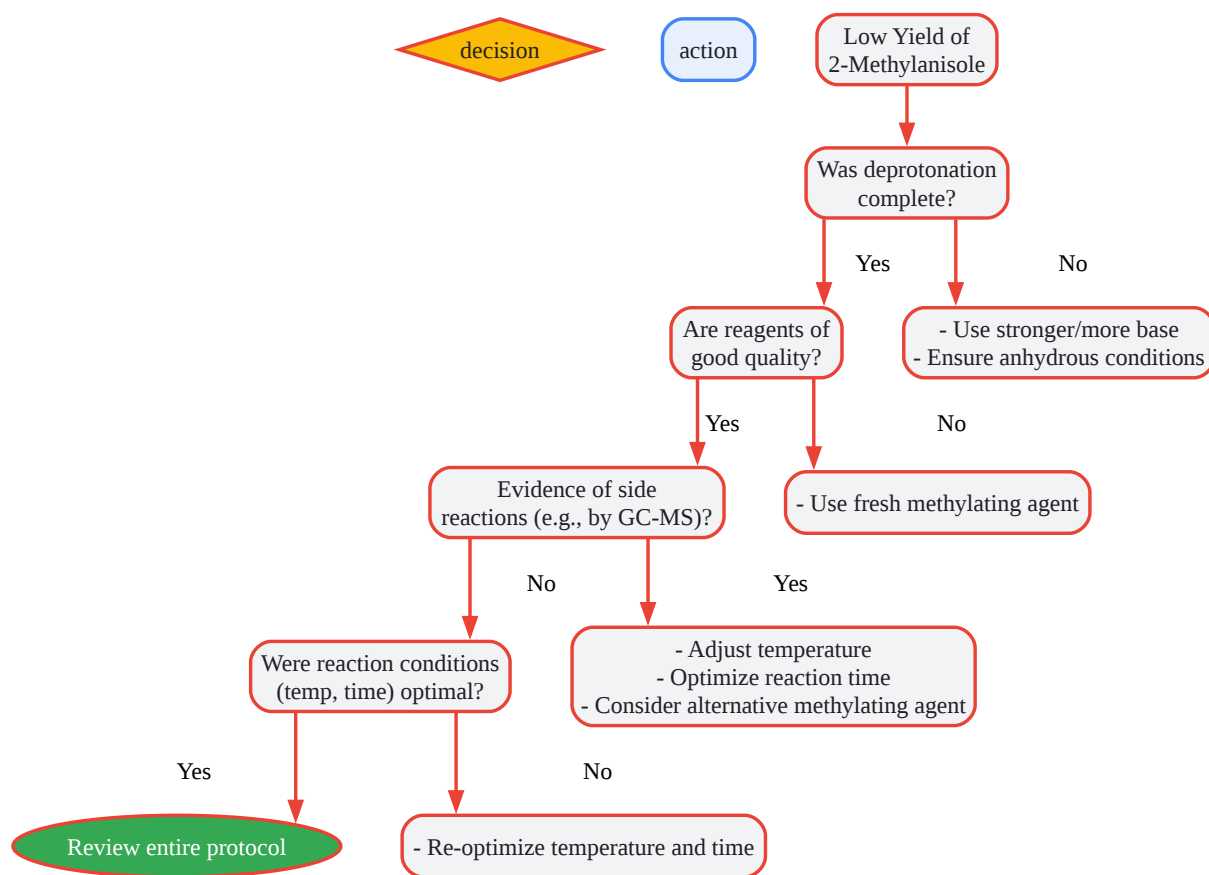 decision
action
Low Yield of
2-Methylanisole
Was deprotonation
complete?
Yes
No
Are reagents of
good quality?
- Use stronger/more base
- Ensure anhydrous conditions
Yes
No
Evidence of side
reactions (e.g., by GC-MS)?
- Use fresh methylating agent
No
Yes
Were reaction conditions
(temp, time) optimal?
- Adjust temperature
- Optimize reaction time
- Consider alternative methylating agent
Yes
No
Review entire protocol
- Re-optimize temperature and time